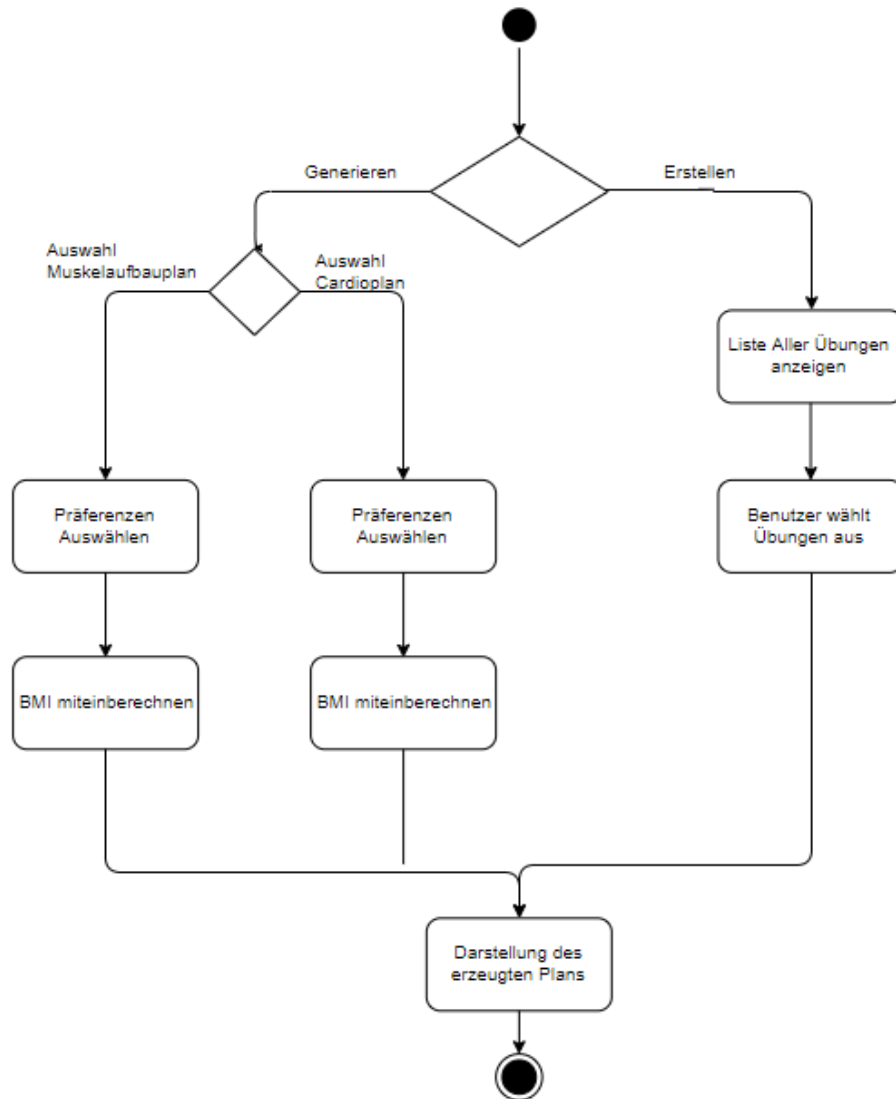 Generieren
Erstellen
Auswahl
Muskelaufbauplan
Auswahl
Cardioplan
Liste Aller Übungen
anzeigen
Präferenzen
Auswählen
Präferenzen
Auswählen
Benutzer wählt
Übungen aus
BMI miteinberechnen
BMI miteinberechnen
Darstellung des
erzeugten Plans